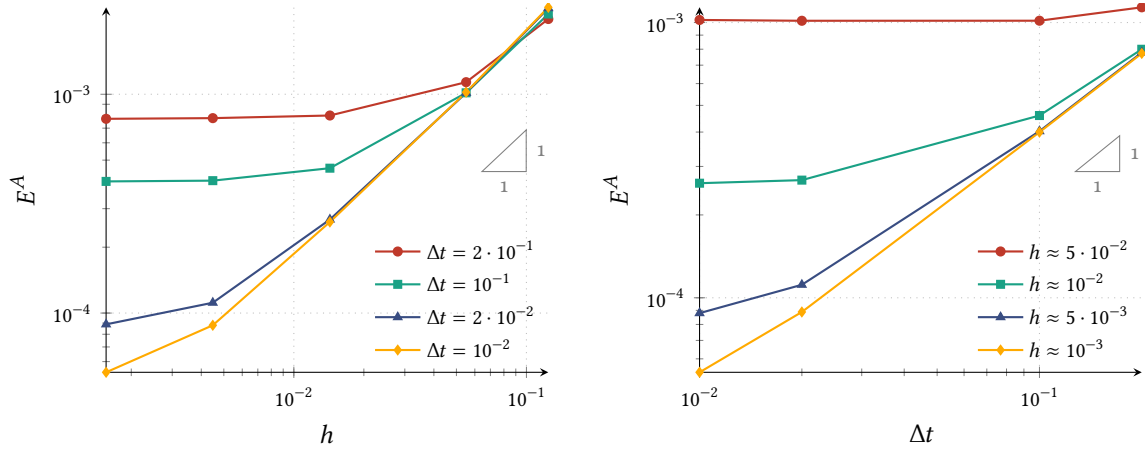 10⁻³
10⁻⁴
E^A
10⁻²
10⁻¹
h
1
1
Δt = 2 · 10⁻¹
Δt = 10⁻¹
Δt = 2 · 10⁻²
Δt = 10⁻²
10⁻³
10⁻⁴
E^A
10⁻²
10⁻¹
Δt
1
1
h ≈ 5 · 10⁻²
h ≈ 10⁻²
h ≈ 5 · 10⁻³
h ≈ 10⁻³